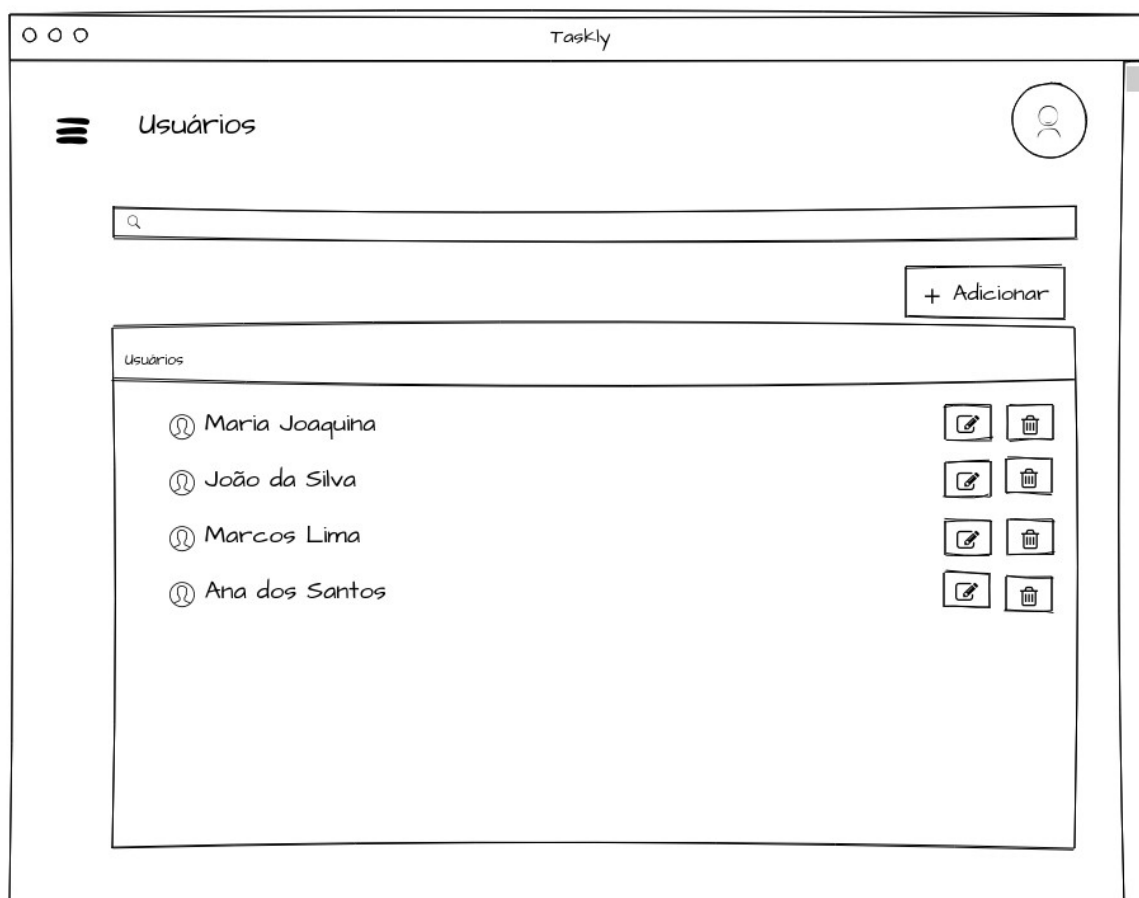 Taskly
Usuários
+ Adicionar
Usuários
Maria Joaquina
João da Silva
Marcos Lima
Ana dos Santos